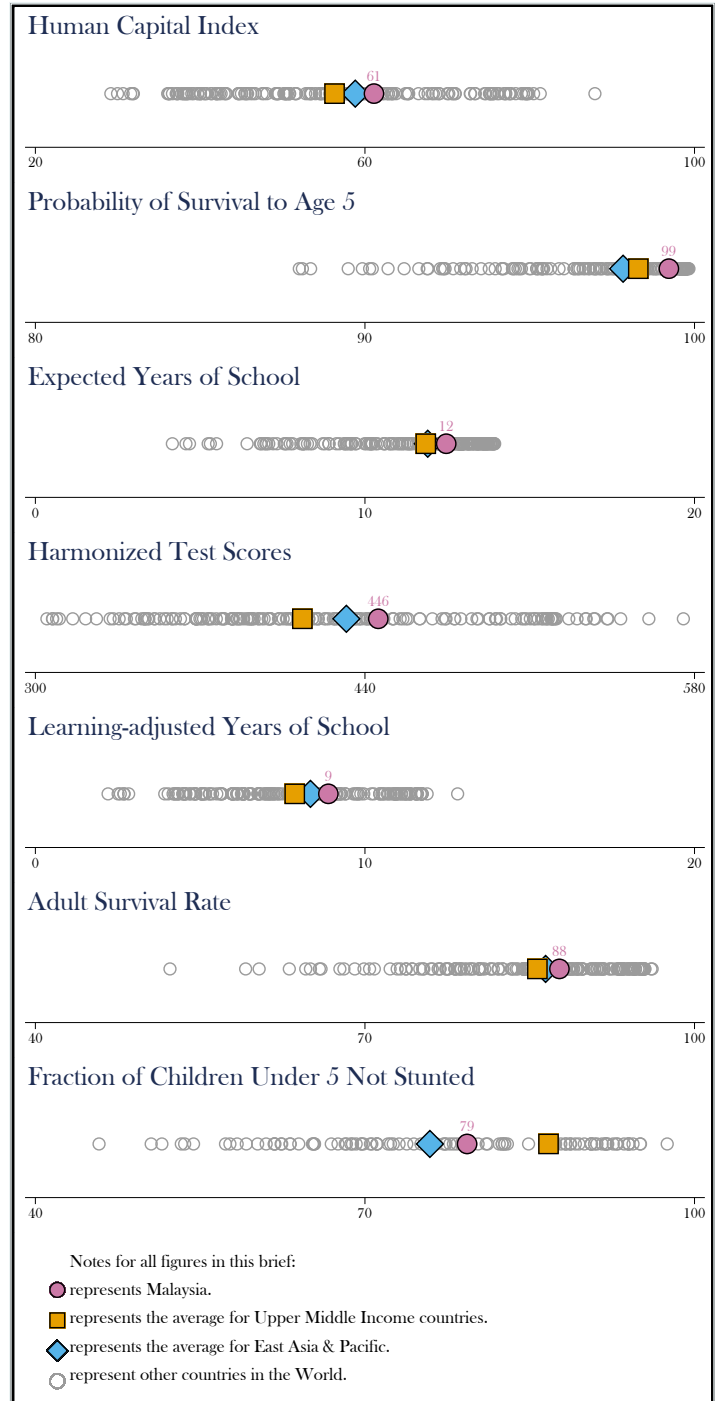 Human Capital Index
61
20 60 100
Probability of Survival to Age 5
99
80 90 100
Expected Years of School
12
0 10 20
Harmonized Test Scores
446
300 440 580
Learning-adjusted Years of School
9
0 10 20
Adult Survival Rate
88
40 70 100
Fraction of Children Under 5 Not Stunted
79
40 70 100
Notes for all figures in this brief:
represents Malaysia.
represents the average for Upper Middle Income countries.
represents the average for East Asia & Pacific.
represent other countries in the World.